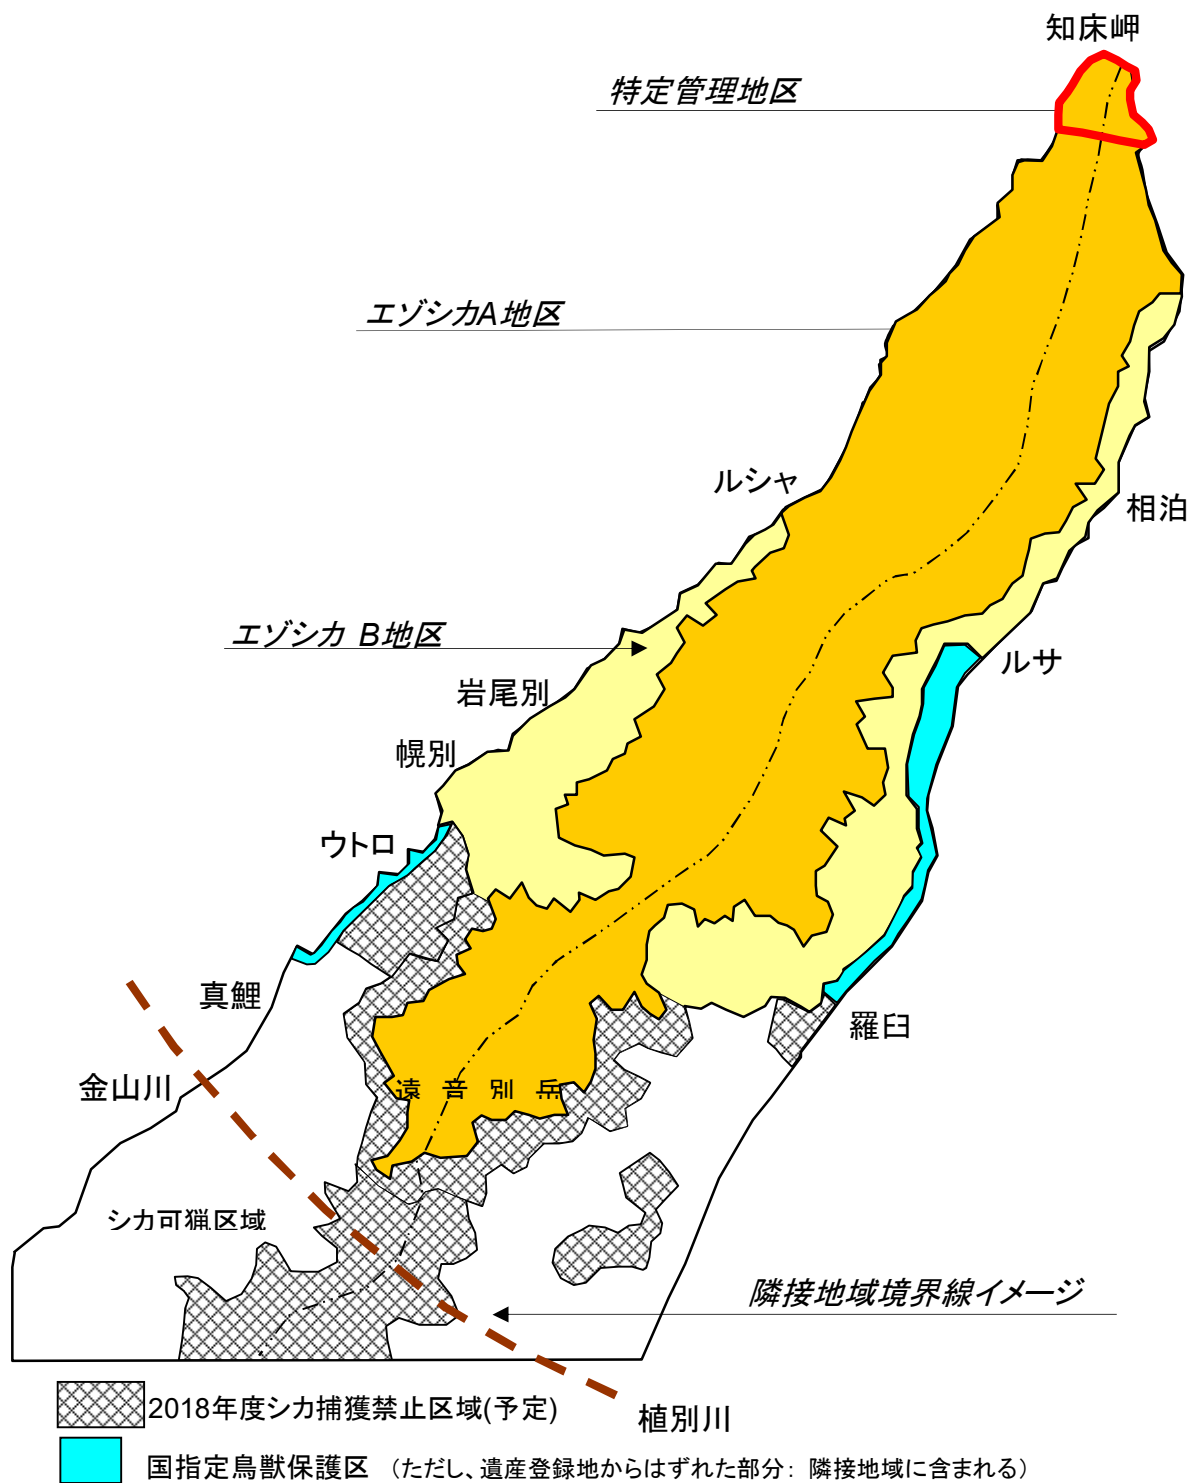 知床岬
特定管理地区
エゾシカA地区
ルシャ
相泊
エゾシカ B地区
ルサ
岩尾別
幌別
ウトロ
真鯉
羅臼
金山川
遠音別岳
シカ可猟区域
隣接地域境界線イメージ
2018年度シカ捕獲禁止区域(予定)
植別川
国指定鳥獣保護区 （ただし、遺産登録地からはずれた部分： 隣接地域に含まれる）